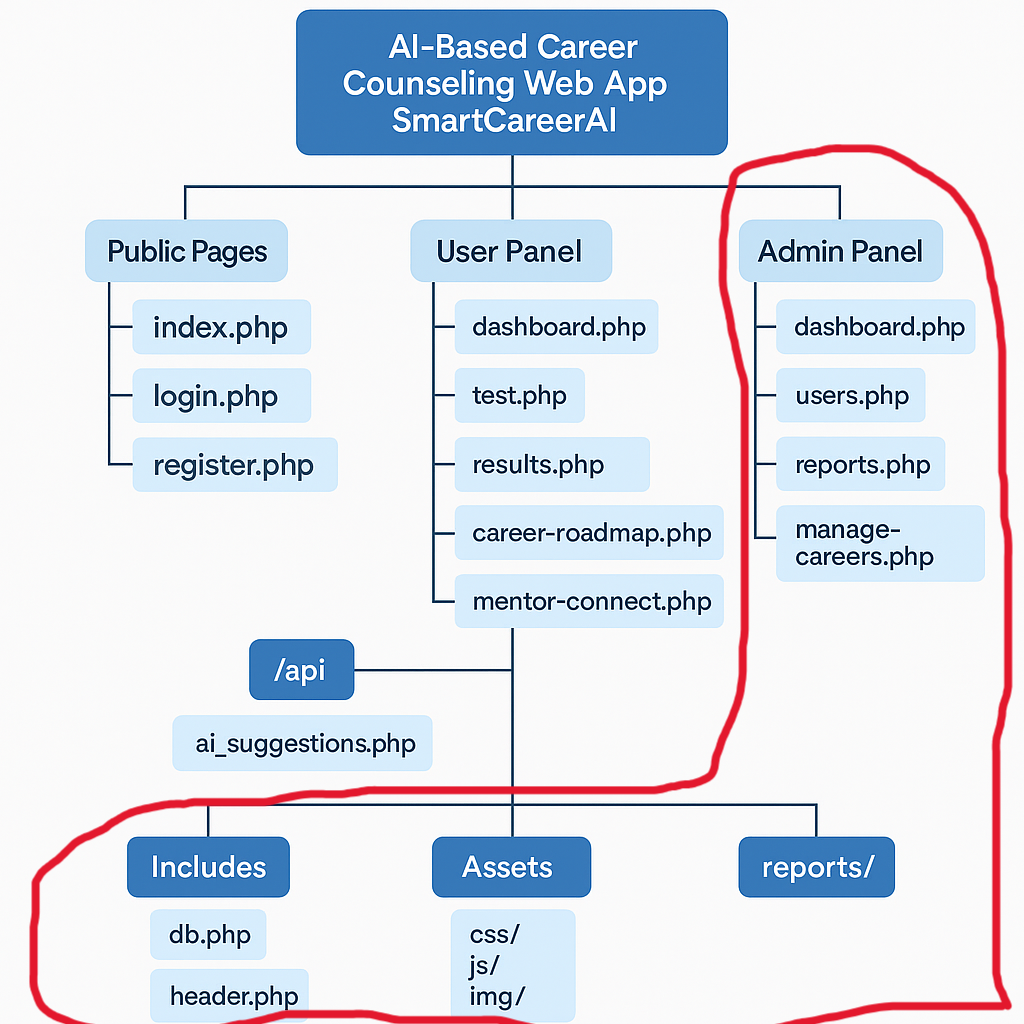 AI-Based Career
Counseling Web App
SmartCareerAI
Public Pages
index.php
login.php
register.php
User Panel
dashboard.php
test.php
results.php
career-roadmap.php
mentor-connect.php
Admin Panel
dashboard.php
users.php
reports.php
manage-
careers.php
/api
ai_suggestions.php
Includes
db.php
header.php
Assets
css/
js/
img/
reports/